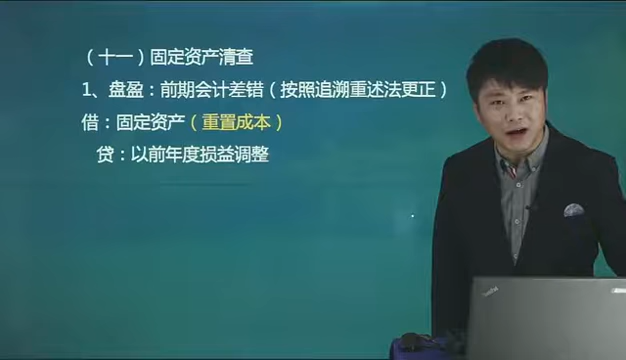 （十一）固定资产清查
1、盘盈：前期会计差错（按照追溯重述法更正）
借：固定资产（重置成本）
贷：以前年度损益调整
ThinkPad